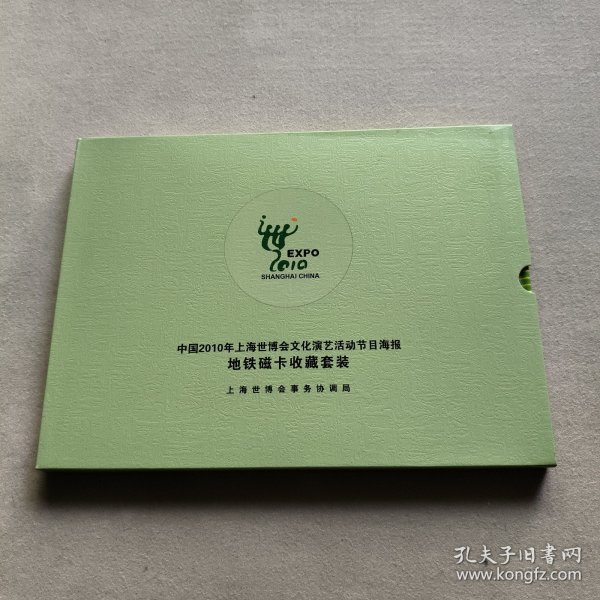 EXPO
2010
SHANGHAI CHINA
中国2010年上海世博会文化演艺活动节目海报
地铁磁卡收藏套装
上海世博会事务协调局
孔夫子旧书网
www.kongfz.com